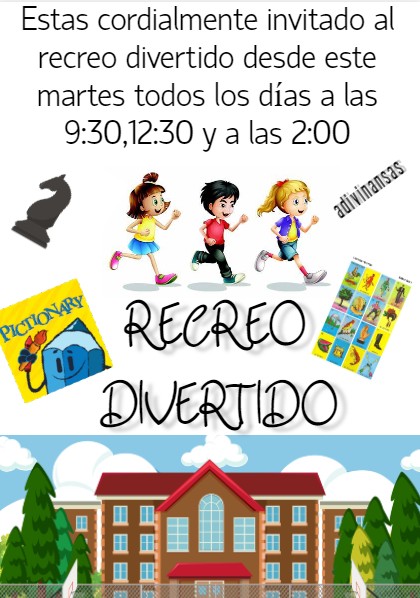 Estas cordialmente invitado al
recreo divertido desde este
martes todos los días a las
9:30,12:30 y a las 2:00
adivinansas
PICTIONARY
RECREO
DIVERTIDO